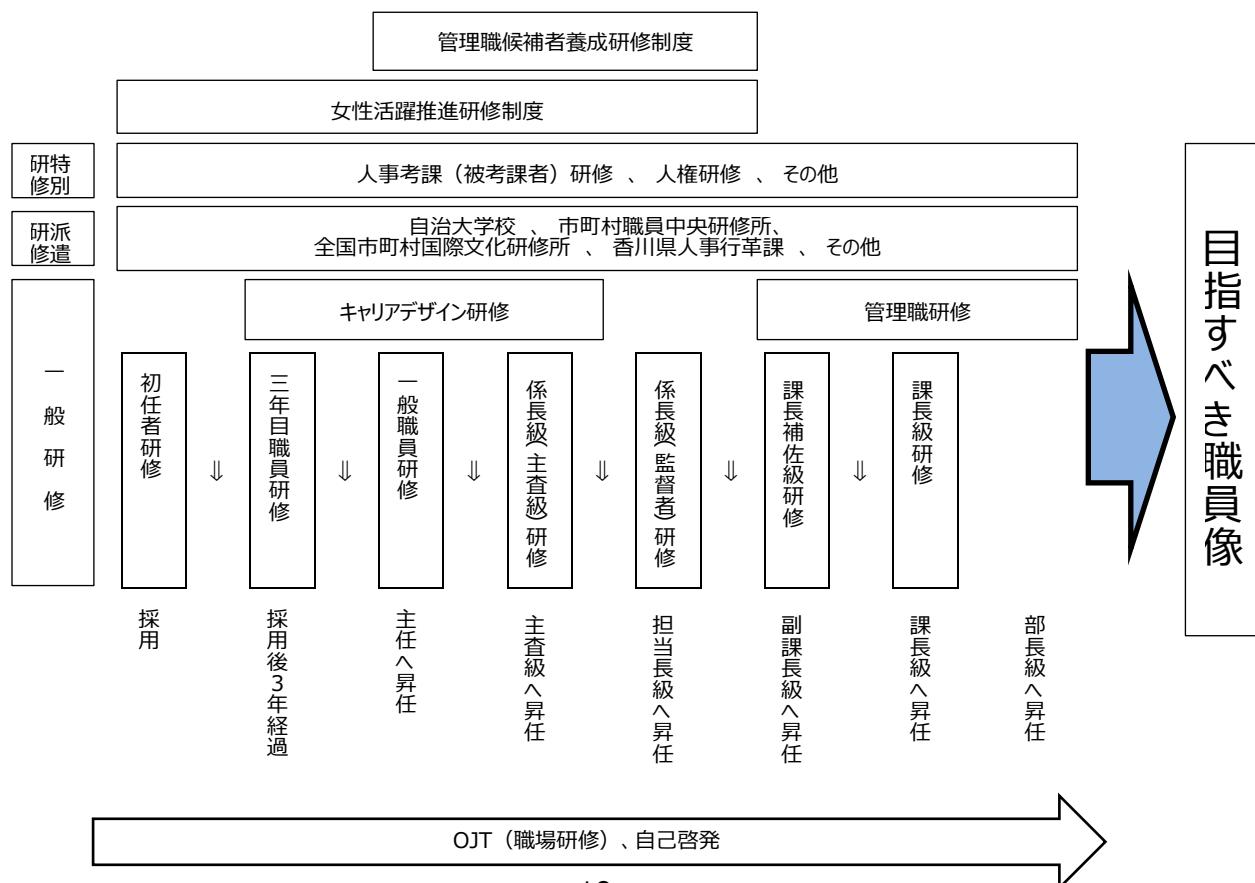 管理職候補者養成研修制度
女性活躍推進研修制度
特別
研修
人事考課（被考課者）研修 、 人権研修 、 その他
派遣
研修
自治大学校 、 市町村職員中央研修所、
全国市町村国際文化研修所 、 香川県人事行革課 、 その他
キャリアデザイン研修
管理職研修
一般研修
初任者研修
⇓
三年目職員研修
⇓
一般職員研修
⇓
係長級（主査級）研修
⇓
係長級（監督者）研修
⇓
課長補佐級研修
⇓
課長級研修
採用
採用後３年経過
主任へ昇任
主査級へ昇任
担当長級へ昇任
副課長級へ昇任
課長級へ昇任
部長級へ昇任
目指すべき職員像
OJT（職場研修）、自己啓発